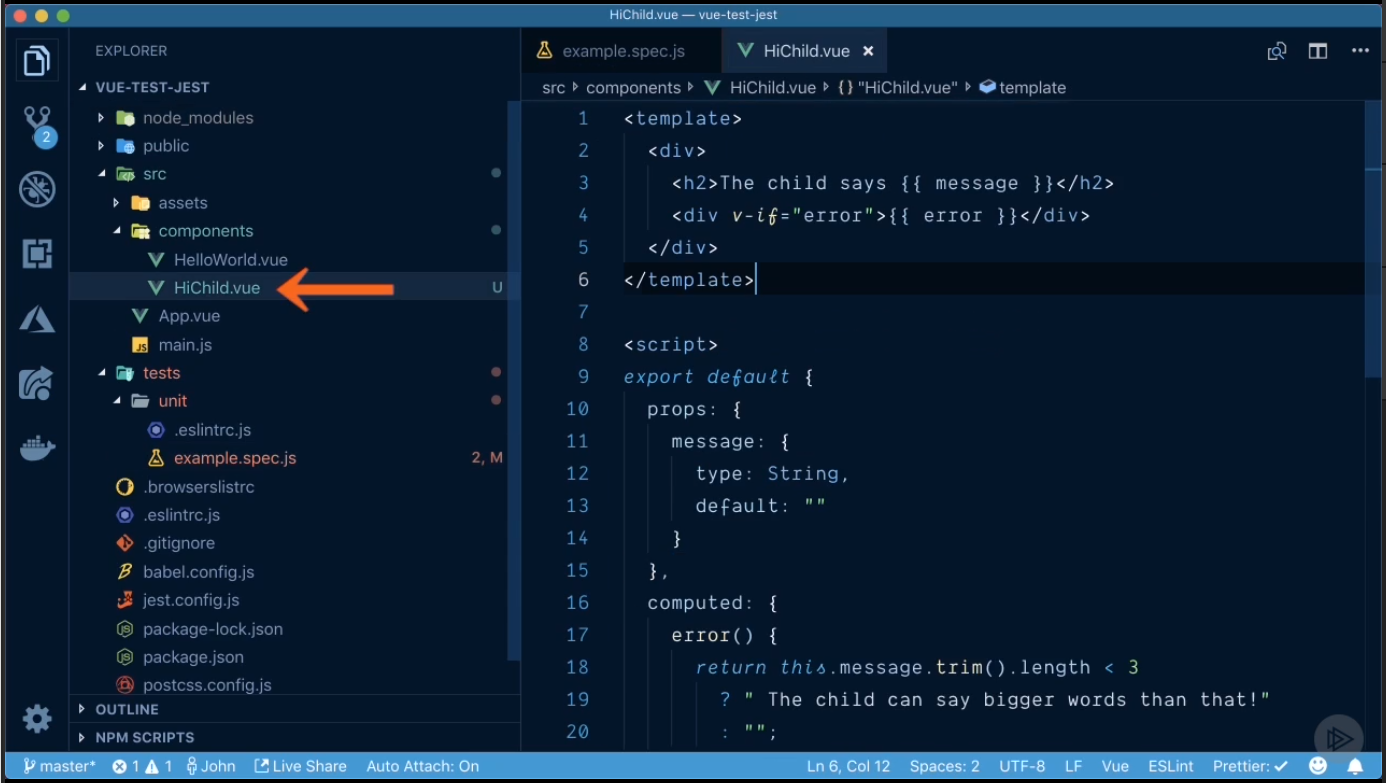 HiChild.vue — vue-test-jest
EXPLORER
VUE-TEST-JEST
node_modules
public
src
assets
components
HelloWorld.vue
HiChild.vue U
App.vue
JS main.js
tests
unit
.eslintrc.js
example.spec.js 2, M
.browserslistrc
.eslintrc.js
.gitignore
babel.config.js
jest.config.js
package-lock.json
package.json
postcss.config.js
OUTLINE
NPM SCRIPTS
2
example.spec.js HiChild.vue ×
src components HiChild.vue {} "HiChild.vue" template
1 <template>
2 <div>
3 <h2>The child says {{ message }}</h2>
4 <div v-if="error">{{ error }}</div>
5 </div>
6 </template>
7
8 <script>
9 export default {
10 props: {
11 message: {
12 type: String,
13 default: ""
14 }
15 },
16 computed: {
17 error() {
18 return this.message.trim().length < 3
19 ? " The child can say bigger words than that!"
20 : "";
master* 1 1 John Live Share Auto Attach: On Ln 6, Col 12 Spaces: 2 UTF-8 LF Vue ESLint Prettier: ✓